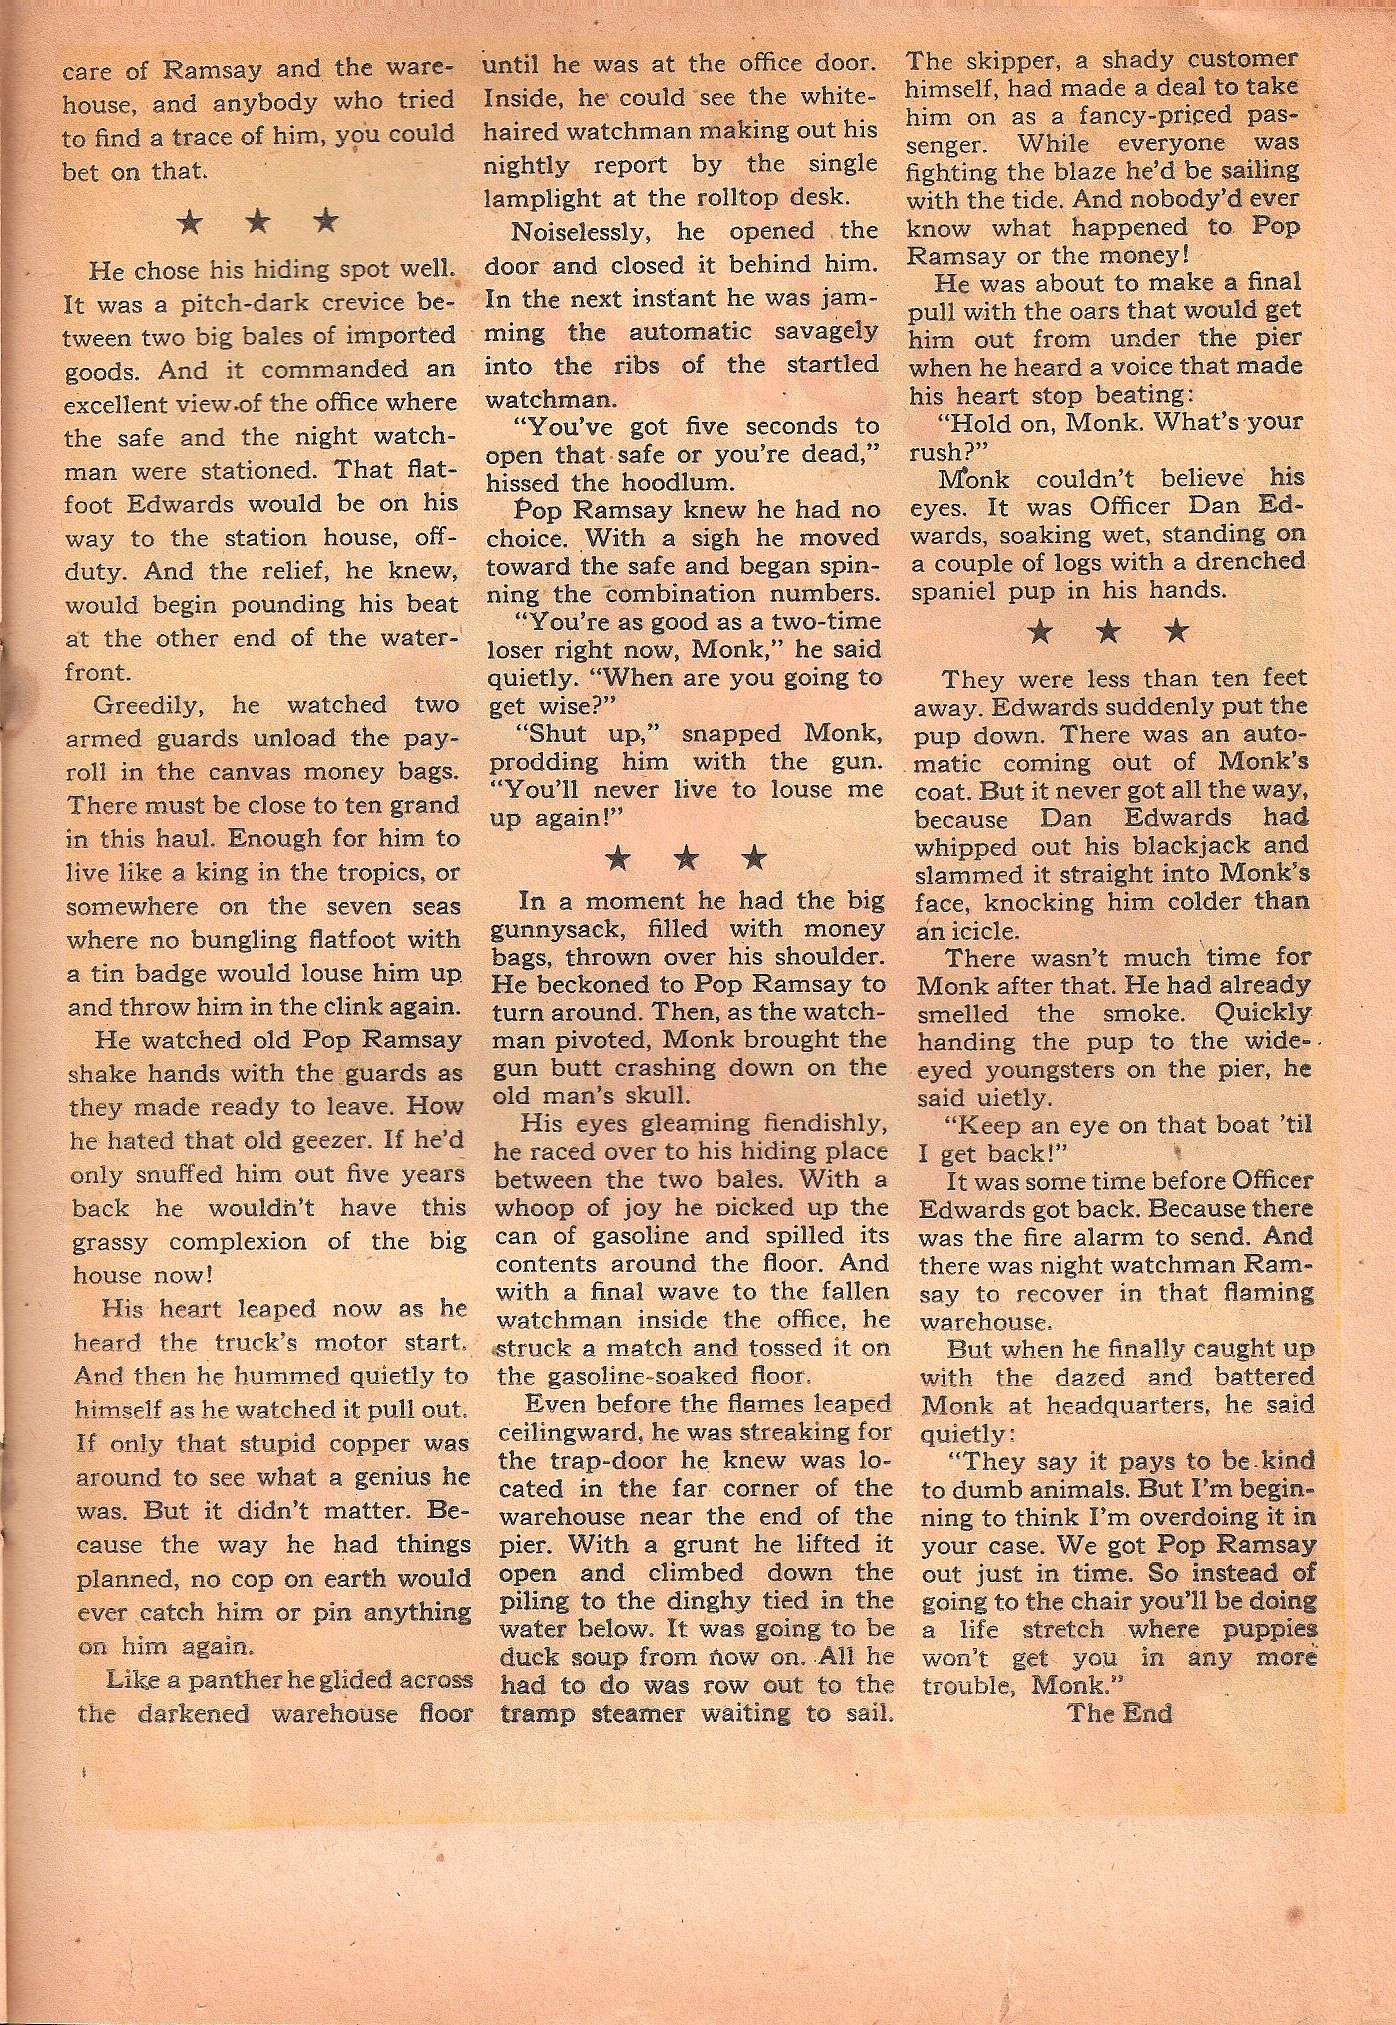 care of Ramsay and the ware-
house, and anybody who tried
to find a trace of him, you could
bet on that.
★ ★ ★
He chose his hiding spot well.
It was a pitch-dark crevice be-
tween two big bales of imported
goods. And it commanded an
excellent view of the office where
the safe and the night watch-
man were stationed. That flat-
foot Edwards would be on his
way to the station house, off-
duty. And the relief, he knew,
would begin pounding his beat
at the other end of the water-
front.
Greedily, he watched two
armed guards unload the pay-
roll in the canvas money bags.
There must be close to ten grand
in this haul. Enough for him to
live like a king in the tropics, or
somewhere on the seven seas
where no bungling flatfoot with
a tin badge would louse him up
and throw him in the clink again.
He watched old Pop Ramsay
shake hands with the guards as
they made ready to leave. How
he hated that old geezer. If he'd
only snuffed him out five years
back he wouldn't have this
grassy complexion of the big
house now!
His heart leaped now as he
heard the truck's motor start.
And then he hummed quietly to
himself as he watched it pull out.
If only that stupid copper was
around to see what a genius he
was. But it didn't matter. Be-
cause the way he had things
planned, no cop on earth would
ever catch him or pin anything
on him again.
Like a panther he glided across
the darkened warehouse floor
until he was at the office door.
Inside, he could see the white-
haired watchman making out his
nightly report by the single
lamplight at the rolltop desk.
Noiselessly, he opened the
door and closed it behind him.
In the next instant he was jam-
ming the automatic savagely
into the ribs of the startled
watchman.
"You've got five seconds to
open that safe or you're dead,"
hissed the hoodlum.
Pop Ramsay knew he had no
choice. With a sigh he moved
toward the safe and began spin-
ning the combination numbers.
"You're as good as a two-time
loser right now, Monk," he said
quietly. "When are you going to
get wise?"
"Shut up," snapped Monk,
prodding him with the gun.
"You'll never live to louse me
up again!"
★ ★ ★
In a moment he had the big
gunnysack, filled with money
bags, thrown over his shoulder.
He beckoned to Pop Ramsay to
turn around. Then, as the watch-
man pivoted, Monk brought the
gun butt crashing down on the
old man's skull.
His eyes gleaming fiendishly,
he raced over to his hiding place
between the two bales. With a
whoop of joy he picked up the
can of gasoline and spilled its
contents around the floor. And
with a final wave to the fallen
watchman inside the office, he
struck a match and tossed it on
the gasoline-soaked floor.
Even before the flames leaped
ceilingward, he was streaking for
the trap-door he knew was lo-
cated in the far corner of the
warehouse near the end of the
pier. With a grunt he lifted it
open and climbed down the
piling to the dinghy tied in the
water below. It was going to be
duck soup from now on. All he
had to do was row out to the
tramp steamer waiting to sail.
The skipper, a shady customer
himself, had made a deal to take
him on as a fancy-priced pas-
senger. While everyone was
fighting the blaze he'd be sailing
with the tide. And nobody'd ever
know what happened to Pop
Ramsay or the money!
He was about to make a final
pull with the oars that would get
him out from under the pier
when he heard a voice that made
his heart stop beating:
"Hold on, Monk. What's your
rush?"
Monk couldn't believe his
eyes. It was Officer Dan Ed-
wards, soaking wet, standing on
a couple of logs with a drenched
spaniel pup in his hands.
★ ★ ★
They were less than ten feet
away. Edwards suddenly put the
pup down. There was an auto-
matic coming out of Monk's
coat. But it never got all the way,
because Dan Edwards had
whipped out his blackjack and
slammed it straight into Monk's
face, knocking him colder than
an icicle.
There wasn't much time for
Monk after that. He had already
smelled the smoke. Quickly
handing the pup to the wide-
eyed youngsters on the pier, he
said uietly.
"Keep an eye on that boat 'til
I get back!"
It was some time before Officer
Edwards got back. Because there
was the fire alarm to send. And
there was night watchman Ram-
say to recover in that flaming
warehouse.
But when he finally caught up
with the dazed and battered
Monk at headquarters, he said
quietly:
"They say it pays to be kind
to dumb animals. But I'm begin-
ning to think I'm overdoing it in
your case. We got Pop Ramsay
out just in time. So instead of
going to the chair you'll be doing
a life stretch where puppies
won't get you in any more
trouble, Monk."
The End